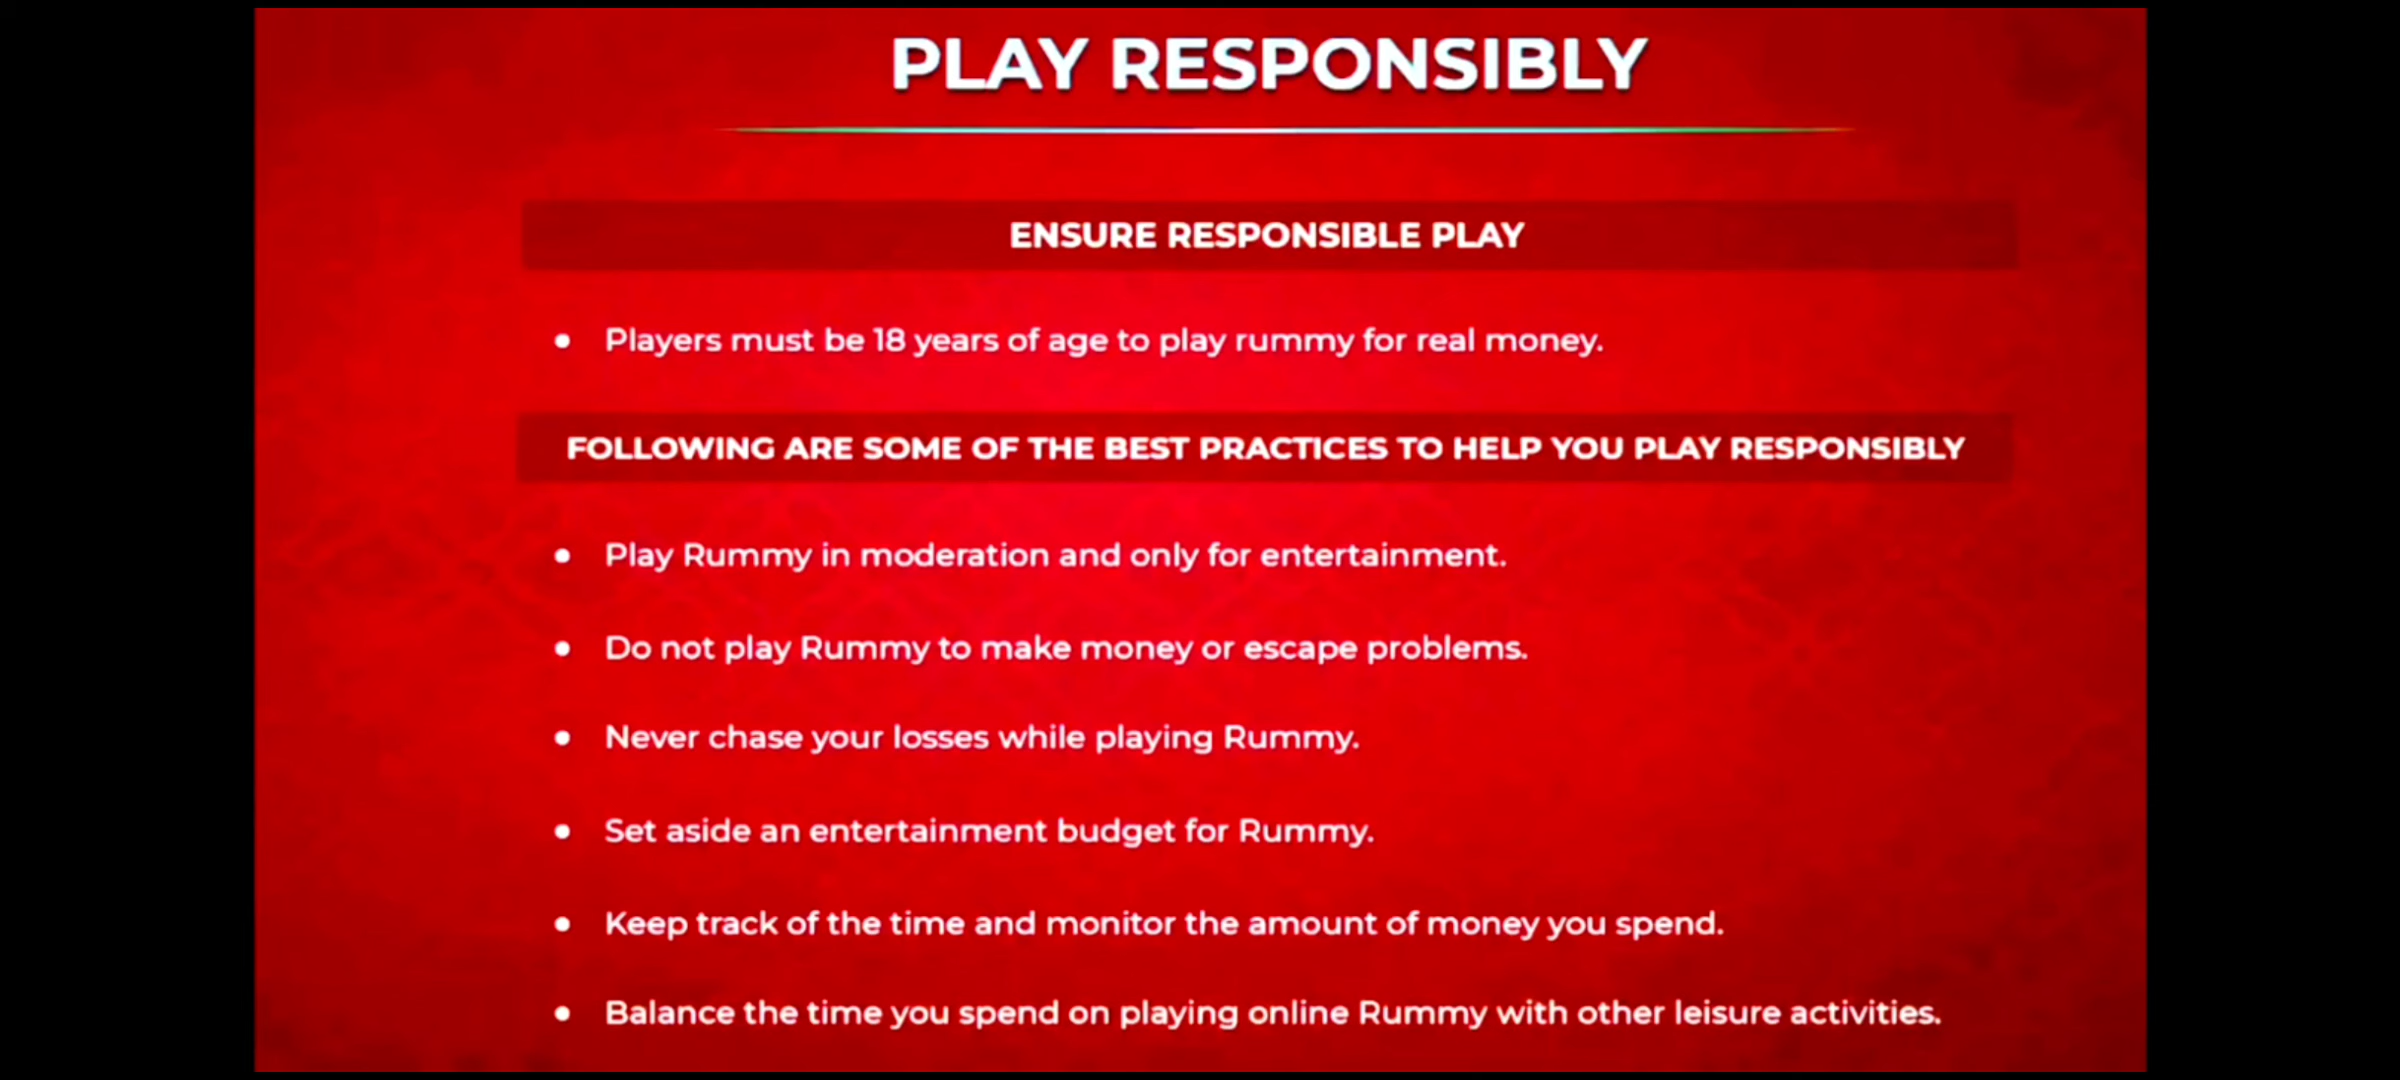 PLAY RESPONSIBLY
ENSURE RESPONSIBLE PLAY
• Players must be 18 years of age to play rummy for real money.
FOLLOWING ARE SOME OF THE BEST PRACTICES TO HELP YOU PLAY RESPONSIBLY
• Play Rummy in moderation and only for entertainment.
• Do not play Rummy to make money or escape problems.
• Never chase your losses while playing Rummy.
• Set aside an entertainment budget for Rummy.
• Keep track of the time and monitor the amount of money you spend.
• Balance the time you spend on playing online Rummy with other leisure activities.